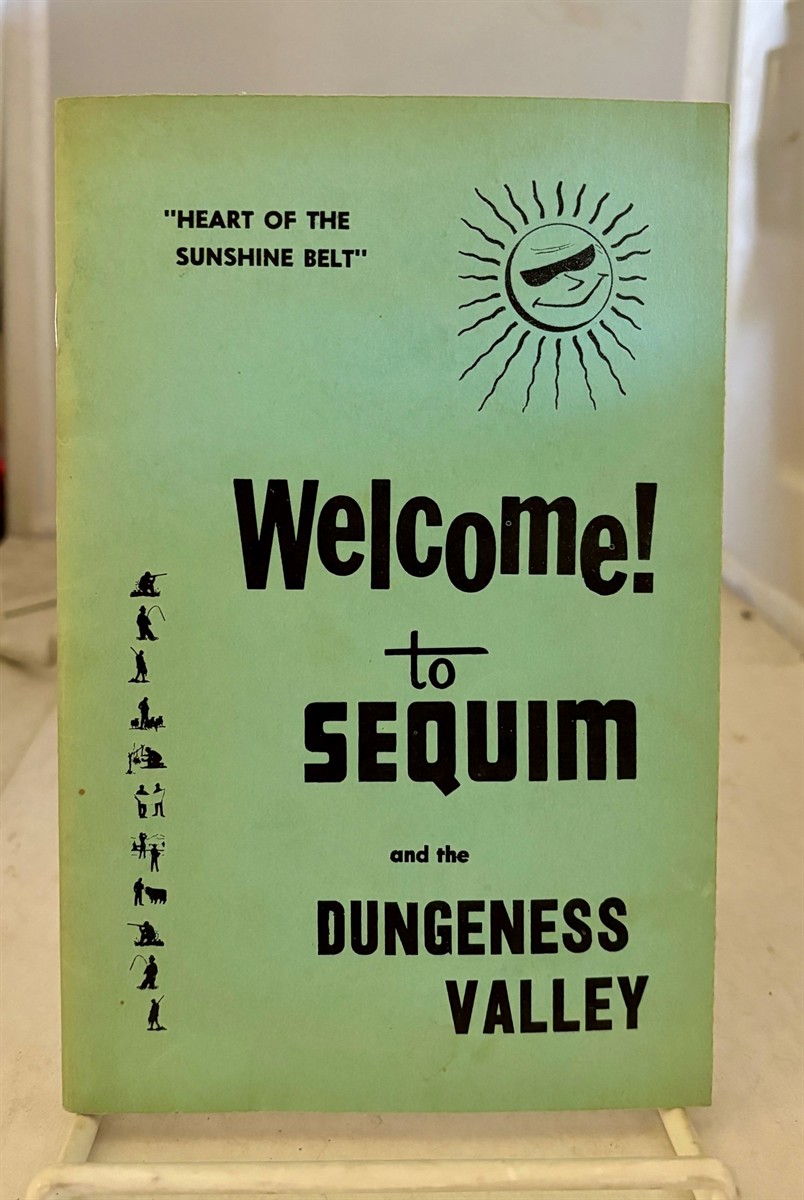 "HEART OF THE
SUNSHINE BELT"
Welcome!
to
SEQUIM
and the
DUNGENESS
VALLEY